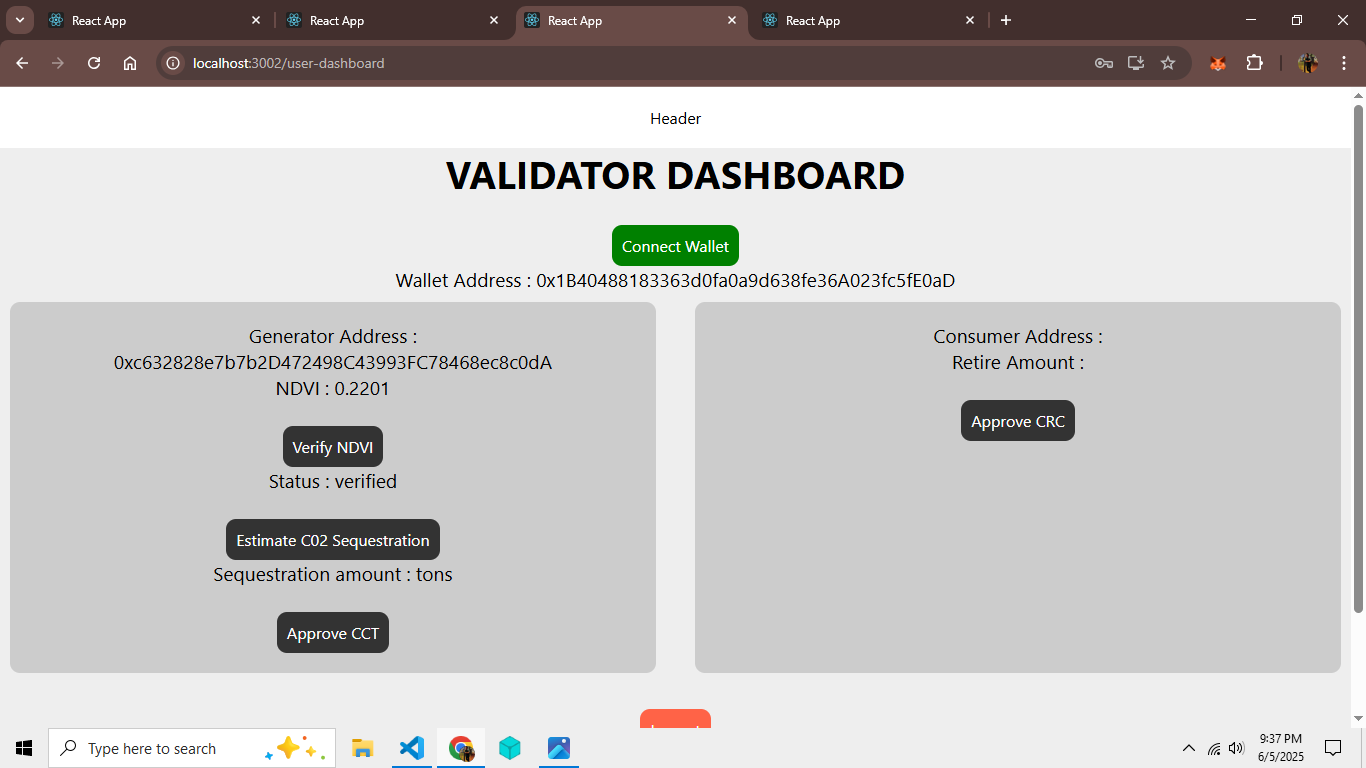 React App
React App
React App
React App
localhost:3002/user-dashboard
Header
VALIDATOR DASHBOARD
Connect Wallet
Wallet Address : 0x1B40488183363d0fa0a9d638fe36A023fc5fE0aD
Generator Address :
0xc632828e7b7b2D472498C43993FC78468ec8c0dA
NDVI : 0.2201
Verify NDVI
Status : verified
Estimate C02 Sequestration
Sequestration amount : tons
Approve CCT
Consumer Address :
Retire Amount :
Approve CRC
Type here to search
9:37 PM
6/5/2025